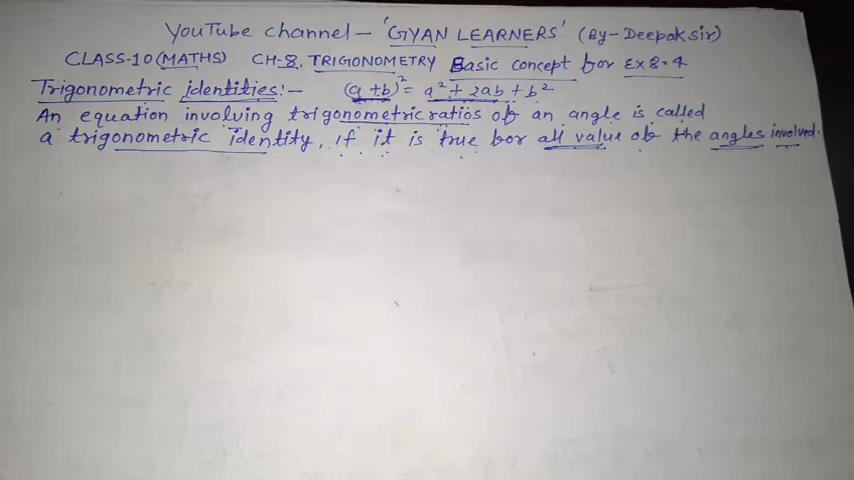 YouTube channel - 'GYAN LEARNERS' (By-Deepak sir)
CLASS-10 (MATHS) CH-8, TRIGONOMETRY Basic concept for EX 8.4
Trigonometric identities:- (a+b)² = a² + 2ab + b²
An equation involving trigonometric ratios of an angle is called
a trigonometric identity, if it is true for all value of the angles involved.